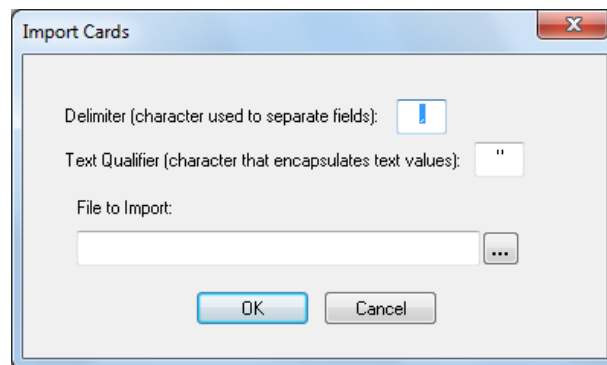 Import Cards
Delimiter (character used to separate fields): ,
Text Qualifier (character that encapsulates text values): "
File to Import:
...
OK Cancel